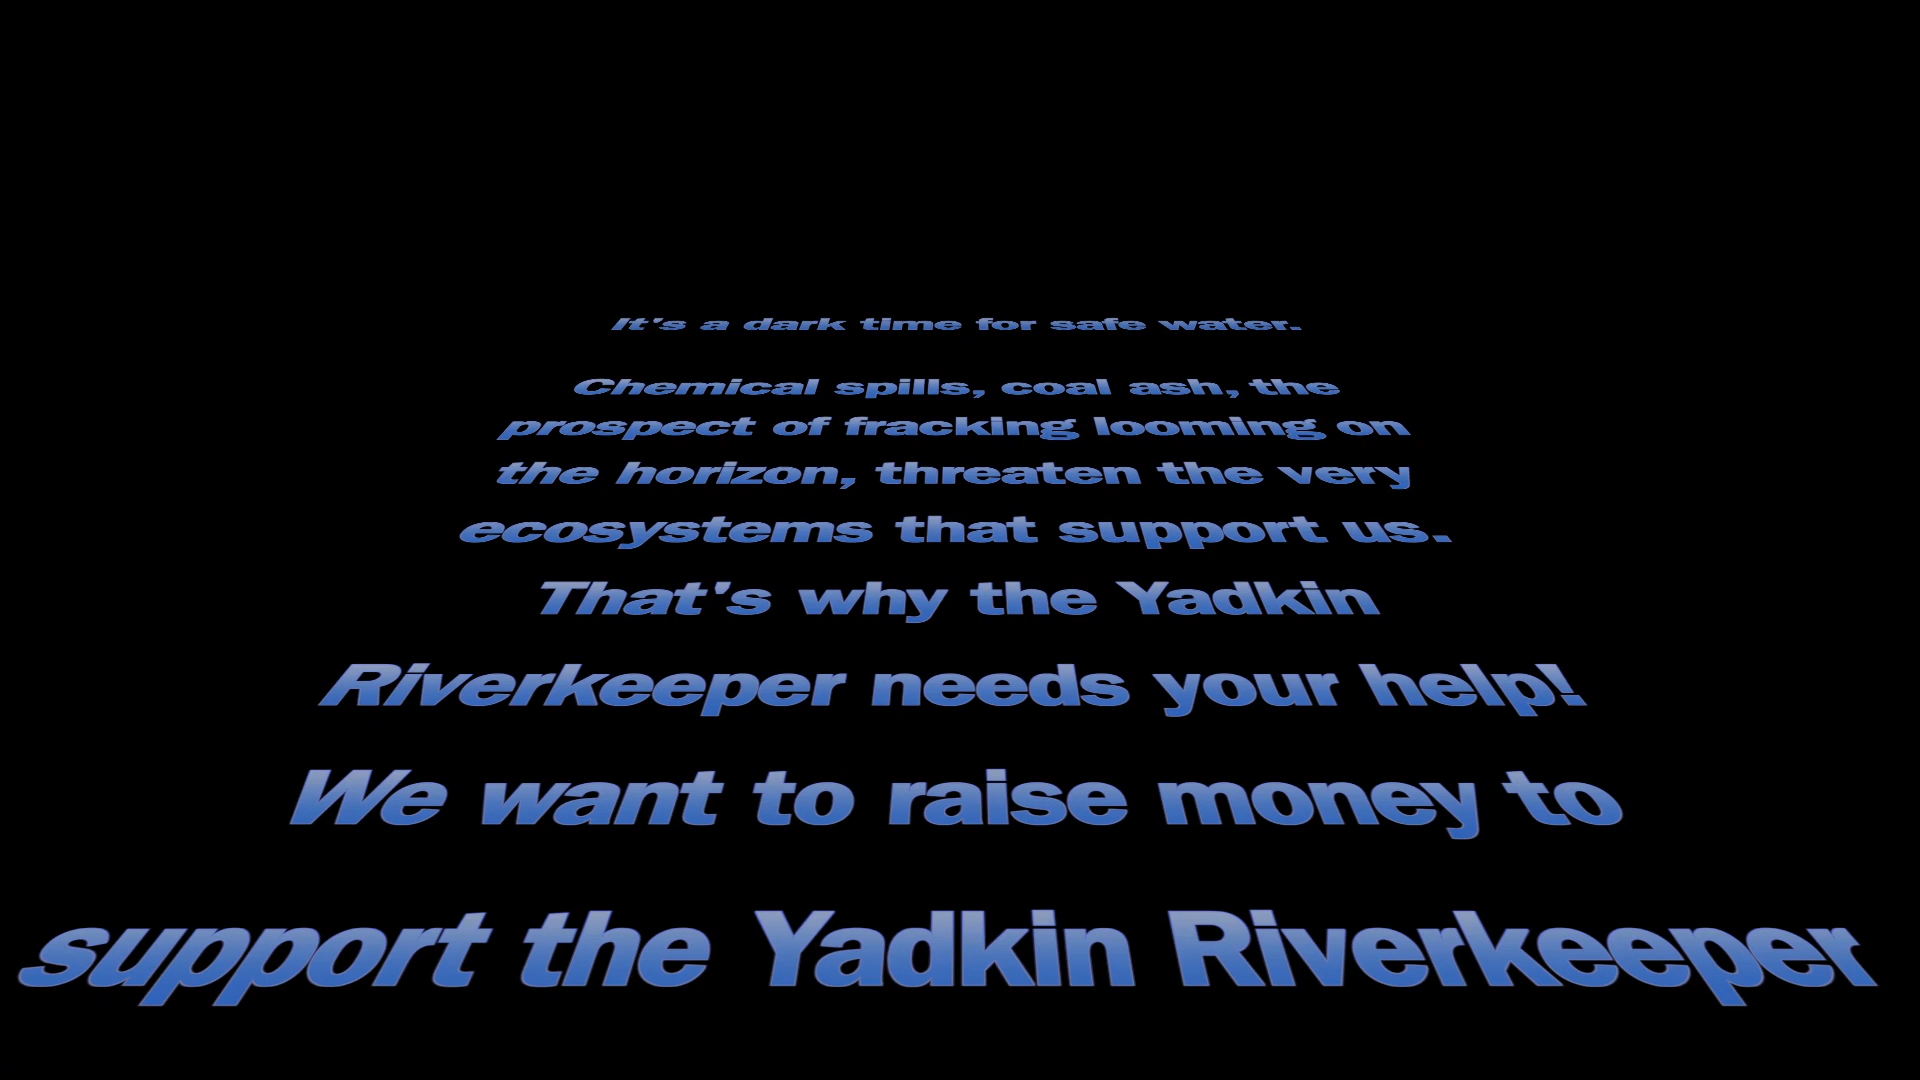 It's a dark time for safe water.
Chemical spills, coal ash, the
prospect of fracking looming on
the horizon, threaten the very
ecosystems that support us.
That's why the Yadkin
Riverkeeper needs your help!
We want to raise money to
support the Yadkin Riverkeeper